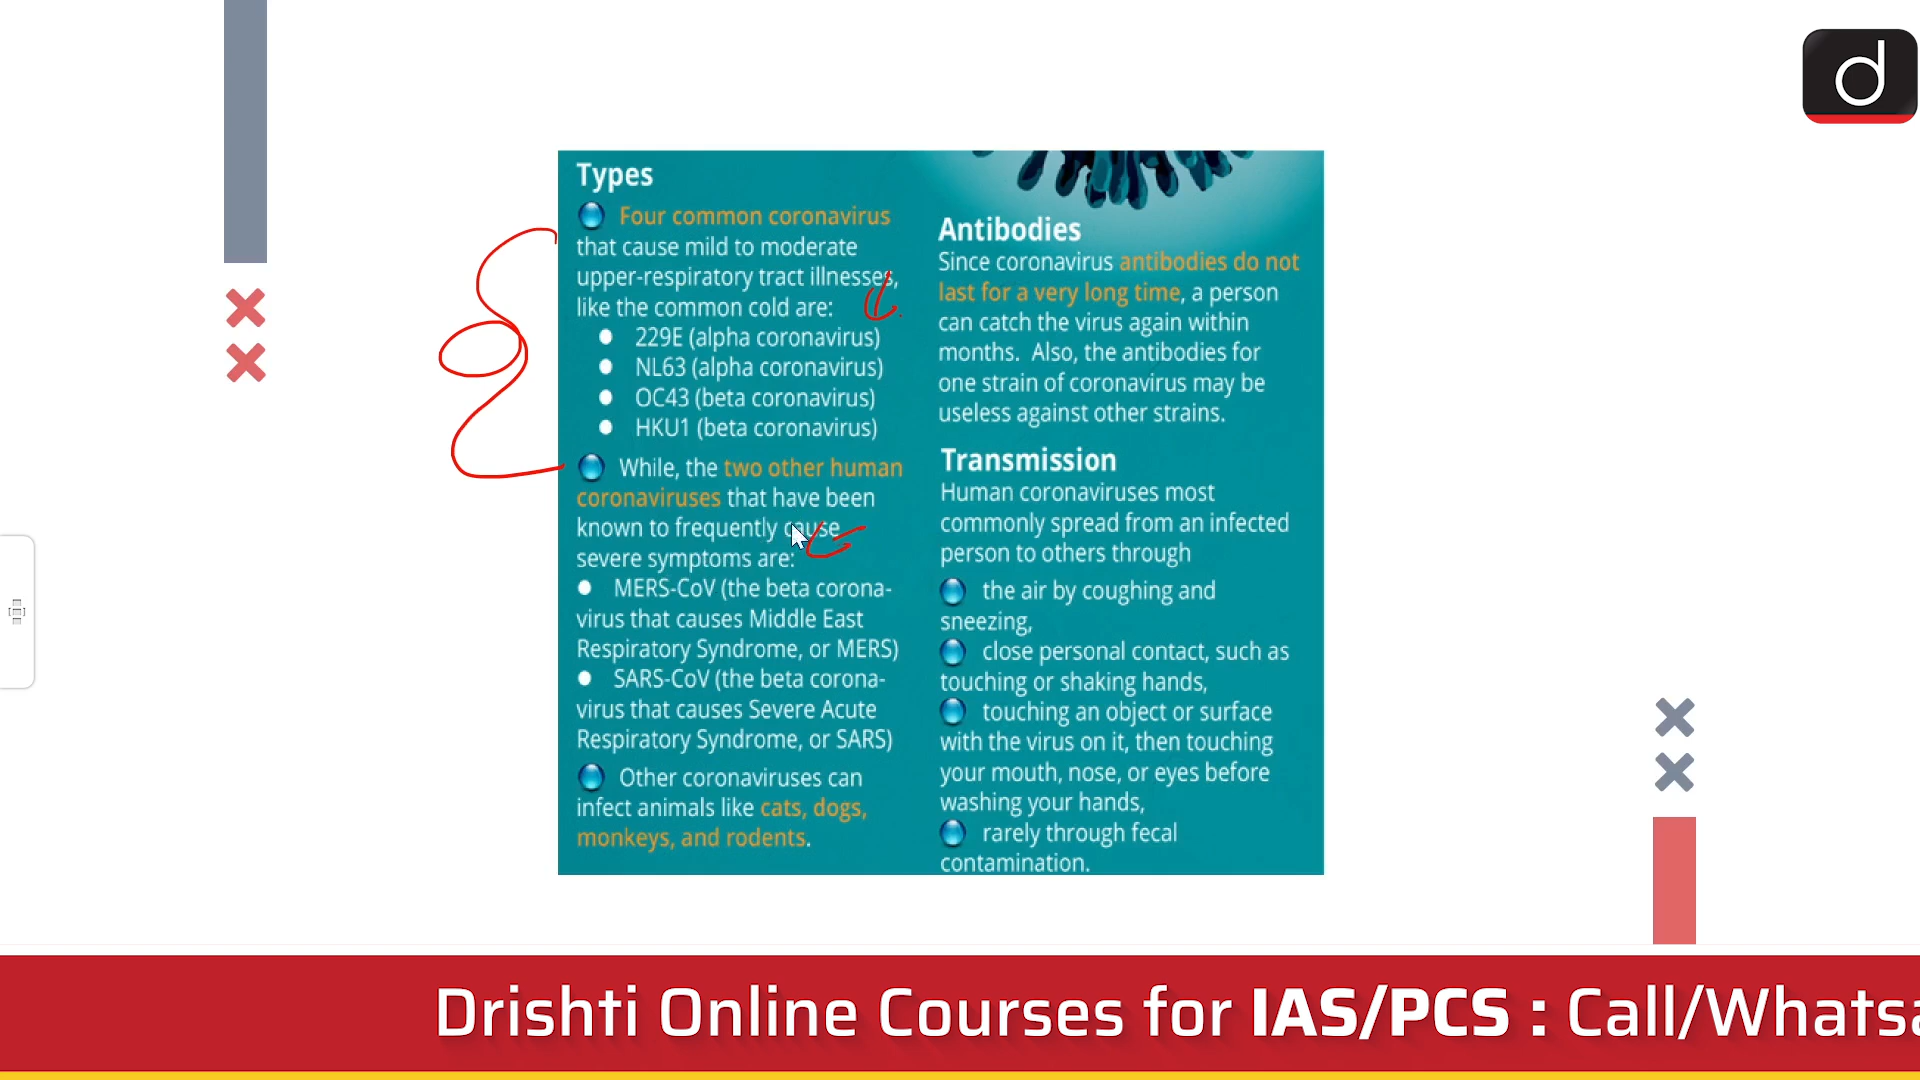 Types
Four common coronavirus
that cause mild to moderate
upper-respiratory tract illnesses,
like the common cold are:
229E (alpha coronavirus)
NL63 (alpha coronavirus)
OC43 (beta coronavirus)
HKU1 (beta coronavirus)
While, the two other human
coronaviruses that have been
known to frequently cause
severe symptoms are:
MERS-CoV (the beta corona-
virus that causes Middle East
Respiratory Syndrome, or MERS)
SARS-CoV (the beta corona-
virus that causes Severe Acute
Respiratory Syndrome, or SARS)
Other coronaviruses can
infect animals like cats, dogs,
monkeys, and rodents.
Antibodies
Since coronavirus antibodies do not
last for a very long time, a person
can catch the virus again within
months. Also, the antibodies for
one strain of coronavirus may be
useless against other strains.
Transmission
Human coronaviruses most
commonly spread from an infected
person to others through
the air by coughing and
sneezing,
close personal contact, such as
touching or shaking hands,
touching an object or surface
with the virus on it, then touching
your mouth, nose, or eyes before
washing your hands,
rarely through fecal
contamination.
d
Drishti Online Courses for IAS/PCS : Call/Whatsa